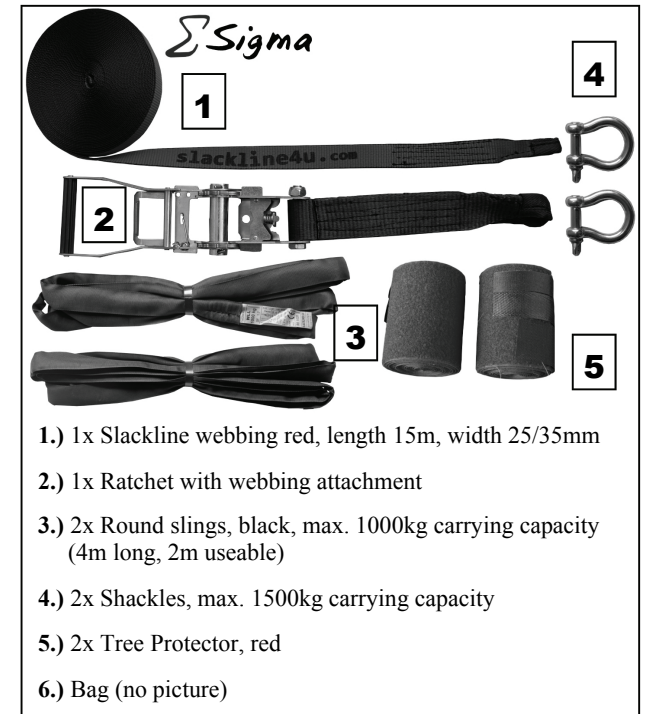 Sigma
1
4
slackline4u.com
2
3
5
1.) 1x Slackline webbing red, length 15m, width 25/35mm
2.) 1x Ratchet with webbing attachment
3.) 2x Round slings, black, max. 1000kg carrying capacity
(4m long, 2m useable)
4.) 2x Shackles, max. 1500kg carrying capacity
5.) 2x Tree Protector, red
6.) Bag (no picture)